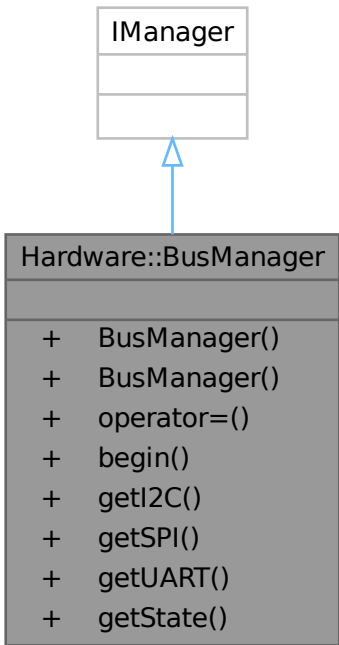 IManager
Hardware::BusManager
+ BusManager()
+ BusManager()
+ operator=()
+ begin()
+ getI2C()
+ getSPI()
+ getUART()
+ getState()